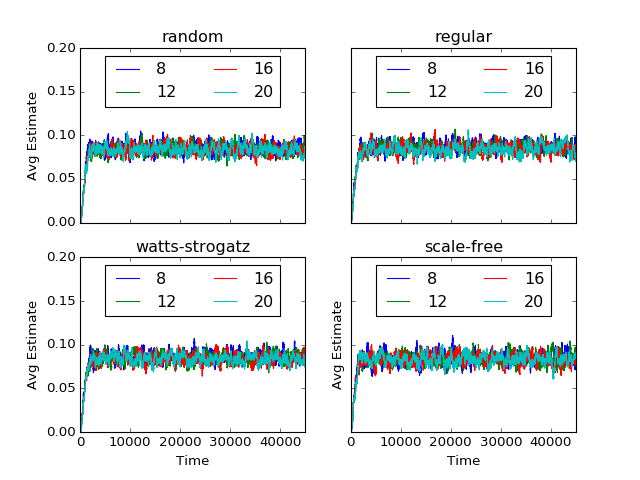 random
0.20
0.15
0.10
0.05
0.00
Avg Estimate
8 16
12 20
regular
8 16
12 20
watts-strogatz
0.20
0.15
0.10
0.05
0.00
Avg Estimate
8 16
12 20
0 10000 20000 30000 40000
Time
scale-free
Avg Estimate
8 16
12 20
0 10000 20000 30000 40000
Time